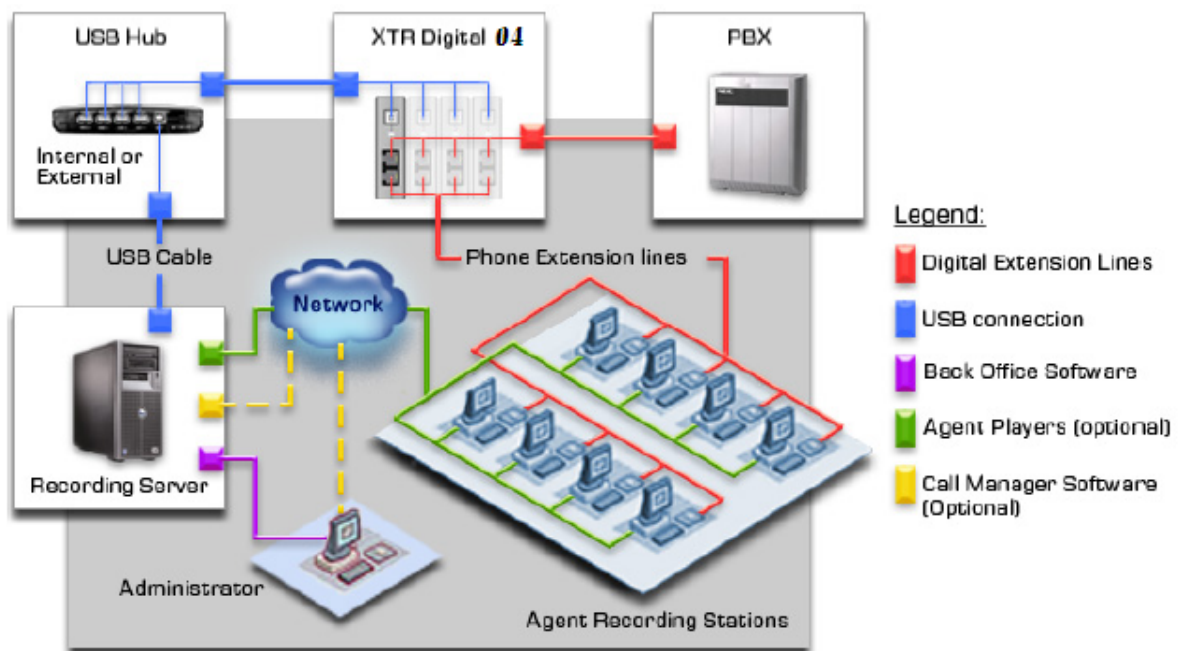 USB Hub
XTR Digital 04
PBX
Internal or
External
USB Cable
Phone Extension lines
Network
Recording Server
Administrator
Agent Recording Stations
Legend:
Digital Extension Lines
USB connection
Back Office Software
Agent Players (optional)
Call Manager Software
(Optional)